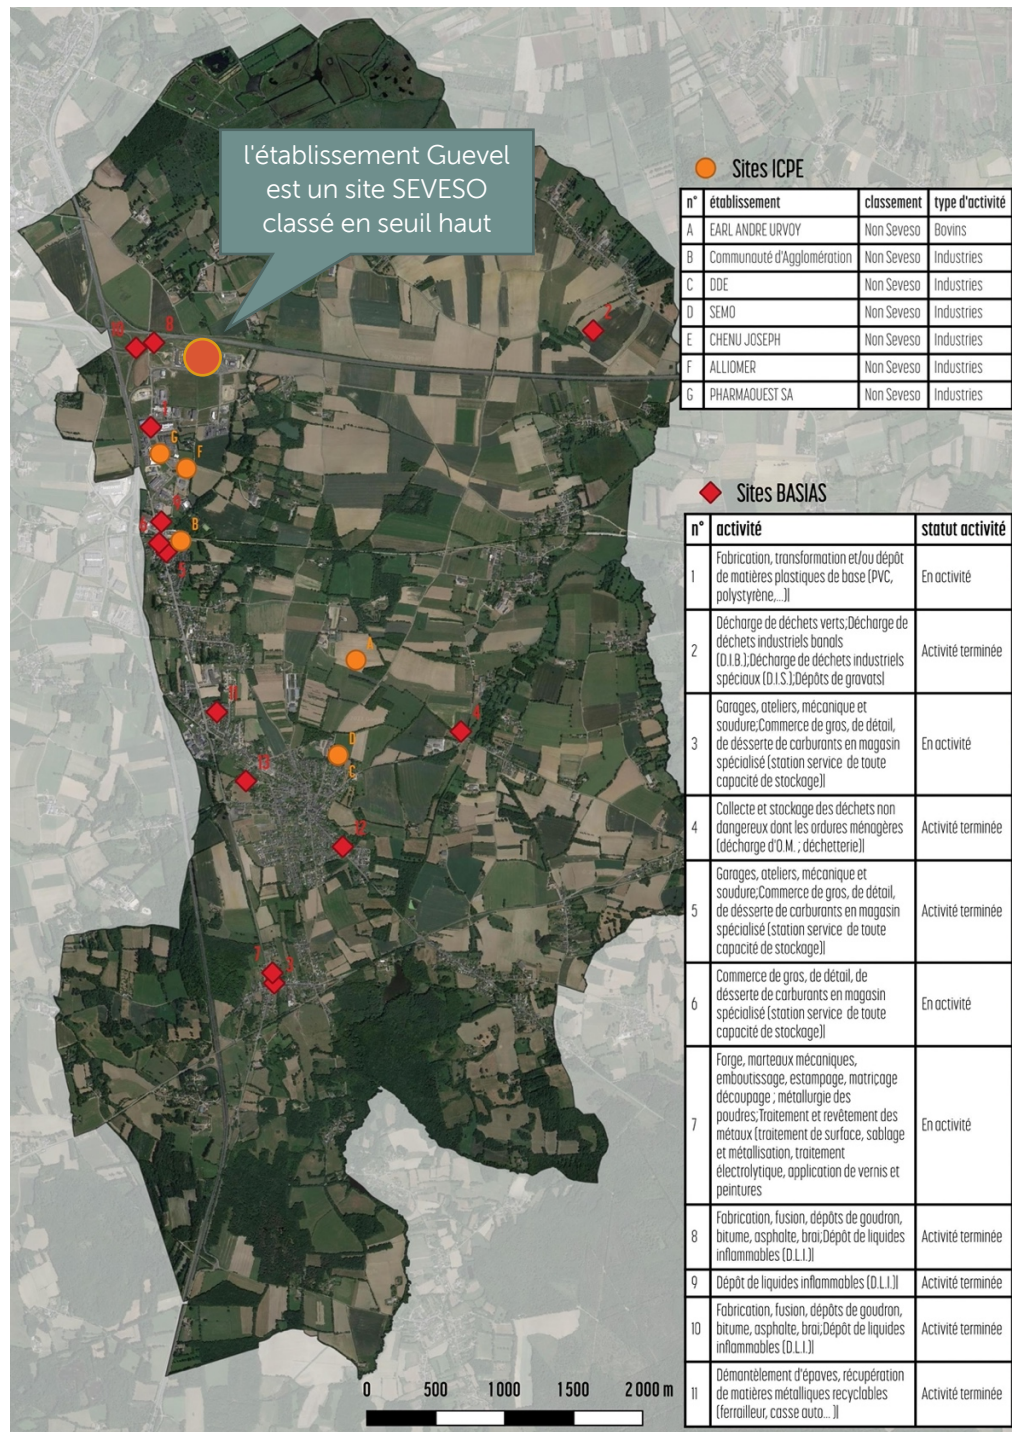 l'établissement Guevel
est un site SEVESO
classé en seuil haut
Sites ICPE
n° établissement classement type d'activité
A EARL ANDRE URVOY Non Seveso Bovins
B Communauté d'Agglomération Non Seveso Industries
C DDE Non Seveso Industries
D SEMO Non Seveso Industries
E CHENU JOSEPH Non Seveso Industries
F ALLIOMER Non Seveso Industries
G PHARMAOUEST SA Non Seveso Industries
2
10
8
1
G
F
B
A
11
4
13
D
C
12
7
3
Sites BASIAS
n° activité statut activité
Fabrication, transformation et/ou dépôt
1 de matières plastiques de base (PVC, En activité
polystyrène,...)|
Décharge de déchets verts;Décharge de
déchets industriels banals
2 (D.I.B.);Décharge de déchets industriels Activité terminée
spéciaux (D.I.S.);Dépôts de gravats|
Garages, ateliers, mécanique et
soudure;Commerce de gros, de détail,
3 de désserte de carburants en magasin En activité
spécialisé (station service de toute
capacité de stockage)|
Collecte et stockage des déchets non
4 dangereux dont les ordures ménagères Activité terminée
(décharge d'O.M. ; déchetterie)|
Garages, ateliers, mécanique et
soudure;Commerce de gros, de détail,
5 de désserte de carburants en magasin Activité terminée
spécialisé (station service de toute
capacité de stockage)|
Commerce de gros, de détail, de
désserte de carburants en magasin
6 spécialisé (station service de toute En activité
capacité de stockage)|
Forge, marteaux mécaniques,
emboutissage, estampage, matriçage
découpage ; métallurgie des
7 poudres;Traitement et revêtement des En activité
métaux (traitement de surface, sablage
et métallisation, traitement
électrolytique, application de vernis et
peintures
Fabrication, fusion, dépôts de goudron,
8 bitume, asphalte, brai;Dépôt de liquides Activité terminée
inflammables (D.L.I.)|
9 Dépôt de liquides inflammables (D.L.I.)| Activité terminée
Fabrication, fusion, dépôts de goudron,
10 bitume, asphalte, brai;Dépôt de liquides Activité terminée
inflammables (D.L.I.)|
Démantèlement d'épaves, récupération
11 de matières métalliques recyclables Activité terminée
(ferrailleur, casse auto... )|
0 500 1 000 1 500 2 000 m